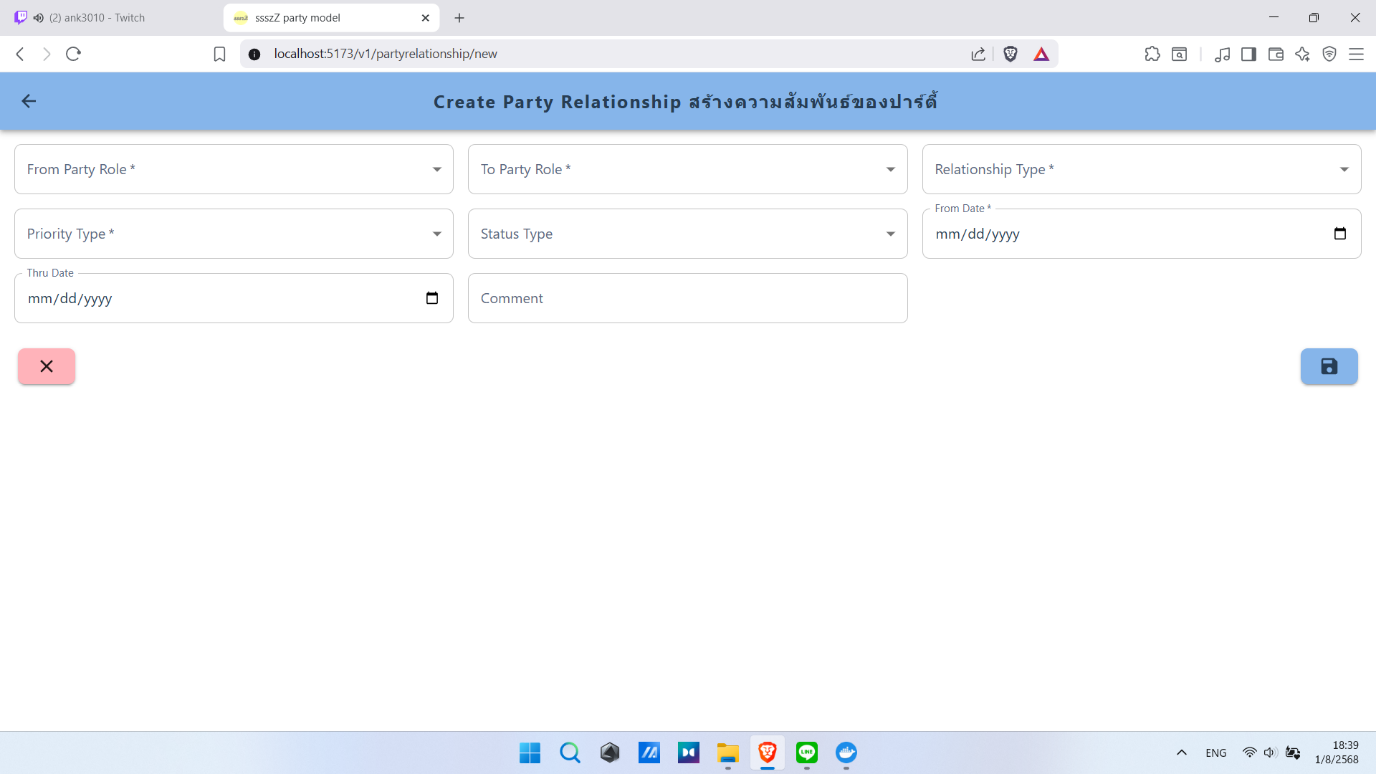 (2) ank3010 - Twitch
ssszZ party model
localhost:5173/v1/partyrelationship/new
Create Party Relationship สร้างความสัมพันธ์ของปาร์ตี้
From Party Role *
To Party Role *
Relationship Type *
Priority Type *
Status Type
From Date *
mm/dd/yyyy
Thru Date
mm/dd/yyyy
Comment
ENG
18:39
1/8/2568